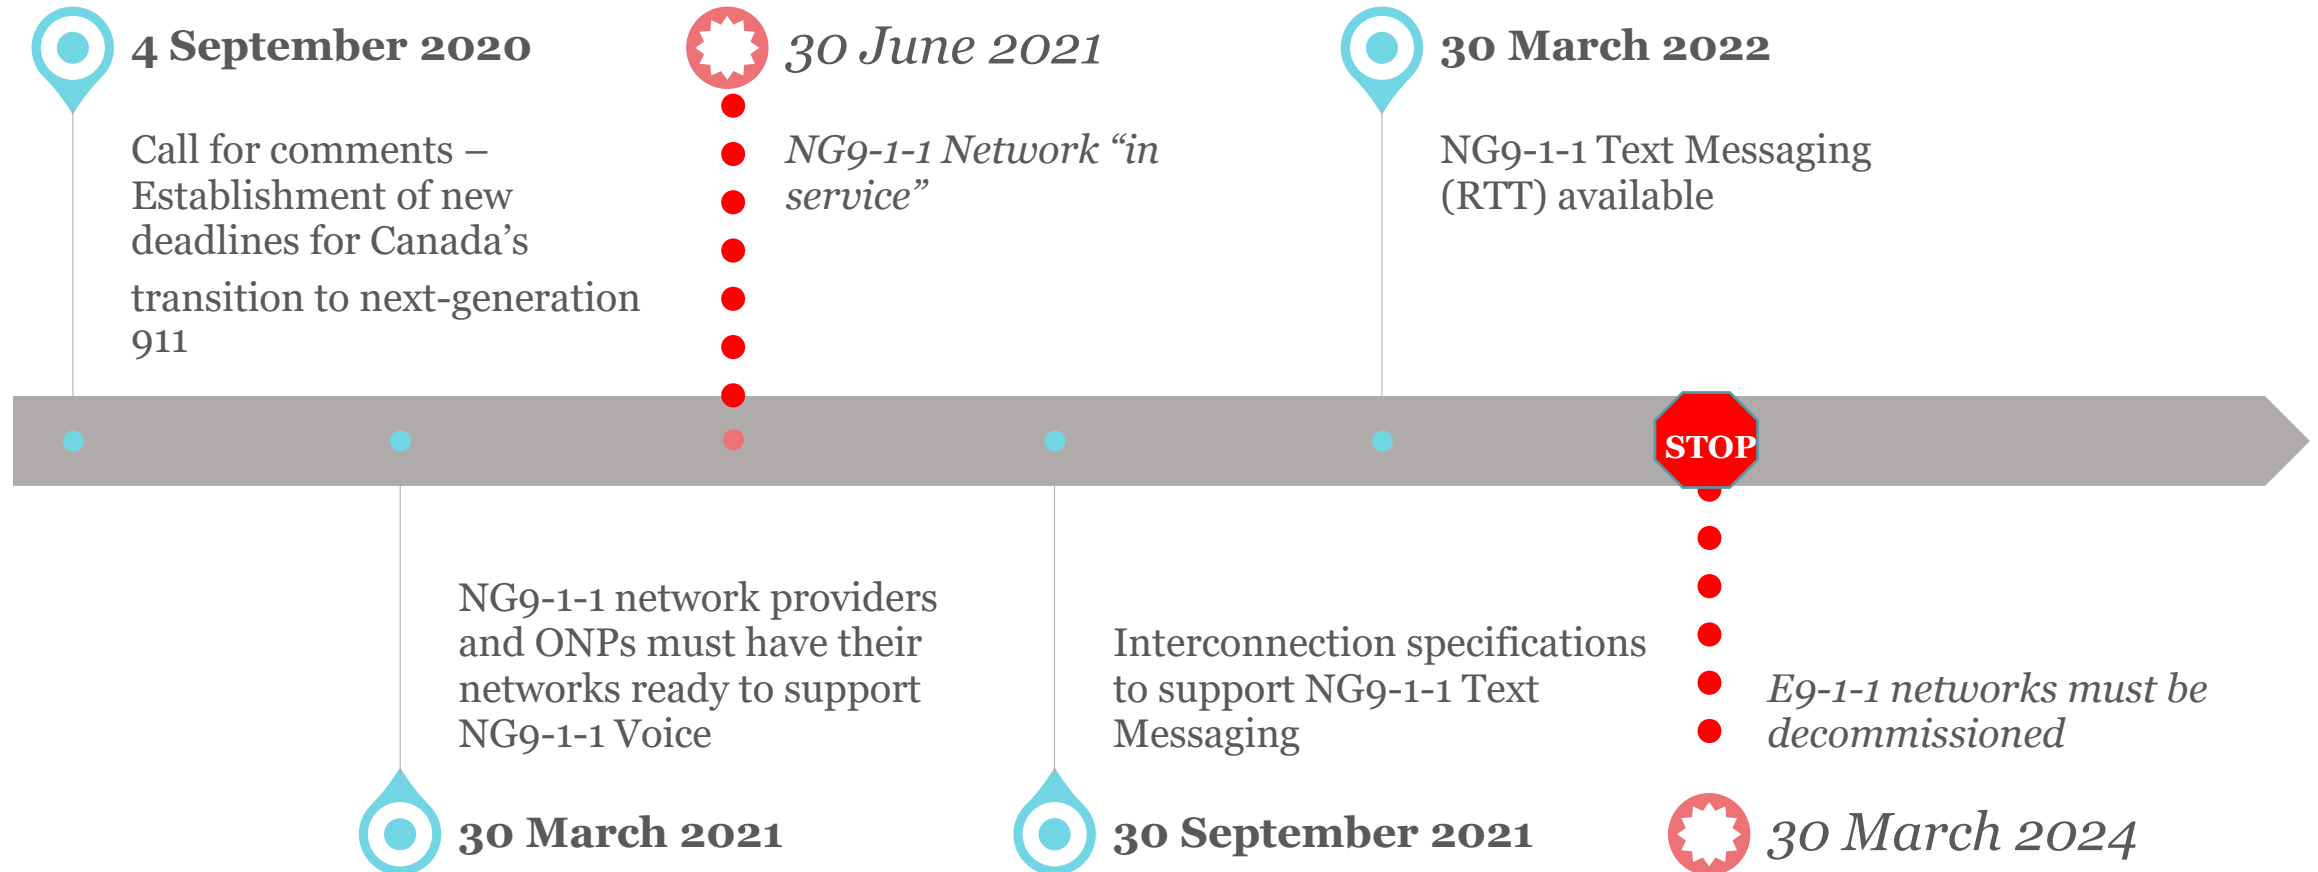 4 September 2020
Call for comments –
Establishment of new
deadlines for Canada’s
transition to next-generation
911
30 June 2021
NG9-1-1 Network “in
service”
30 March 2022
NG9-1-1 Text Messaging
(RTT) available
STOP
NG9-1-1 network providers
and ONPs must have their
networks ready to support
NG9-1-1 Voice
30 March 2021
Interconnection specifications
to support NG9-1-1 Text
Messaging
30 September 2021
E9-1-1 networks must be
decommissioned
30 March 2024